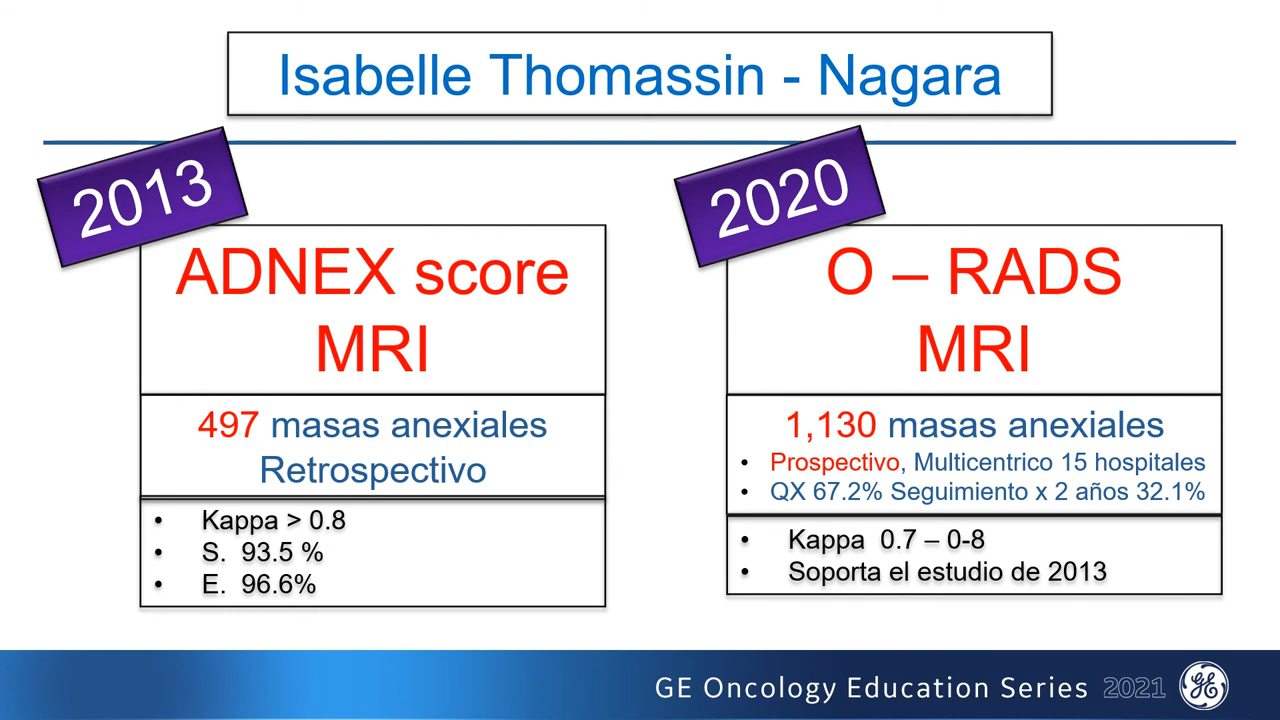 Isabelle Thomassin - Nagara
2013
ADNEX score
MRI
497 masas anexiales
Retrospectivo
• Kappa > 0.8
• S. 93.5 %
• E. 96.6%
2020
O – RADS
MRI
1,130 masas anexiales
• Prospectivo, Multicentrico 15 hospitales
• QX 67.2% Seguimiento x 2 años 32.1%
• Kappa 0.7 – 0-8
• Soporta el estudio de 2013
GE Oncology Education Series 2021 GE